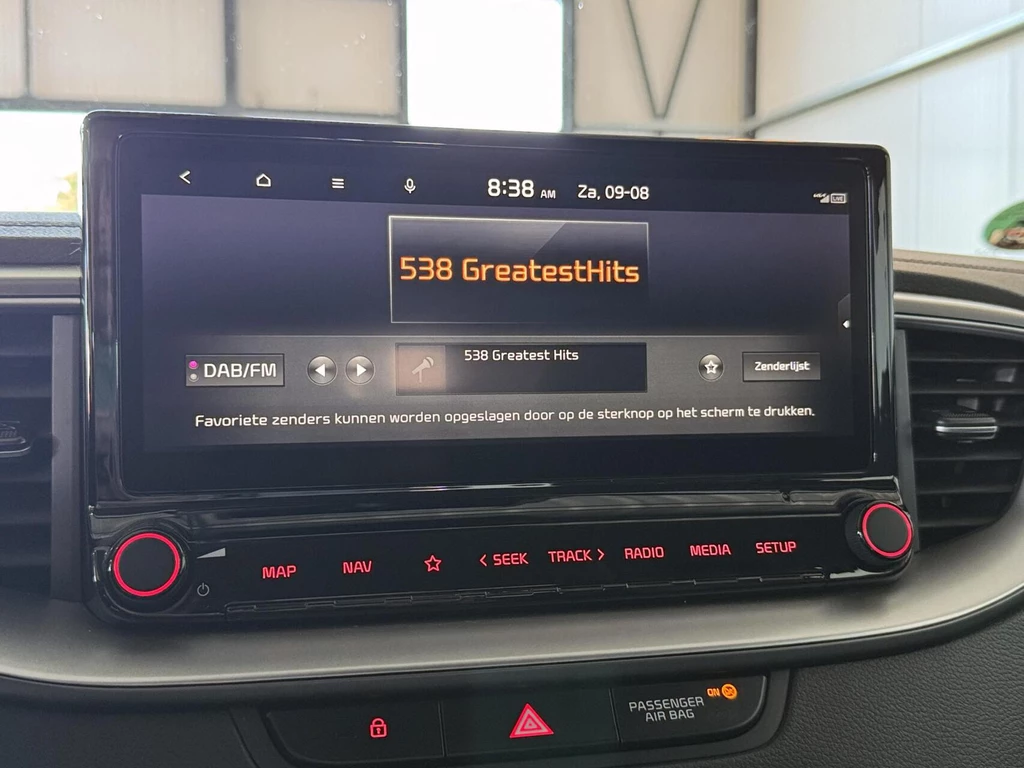 8:38 AM Za, 09-08
538 GreatestHits
DAB/FM
538 Greatest Hits
Zenderlijst
Favoriete zenders kunnen worden opgeslagen door op de sterknop op het scherm te drukken.
MAP NAV SEEK TRACK RADIO MEDIA SETUP
PASSENGER ON
AIR BAG